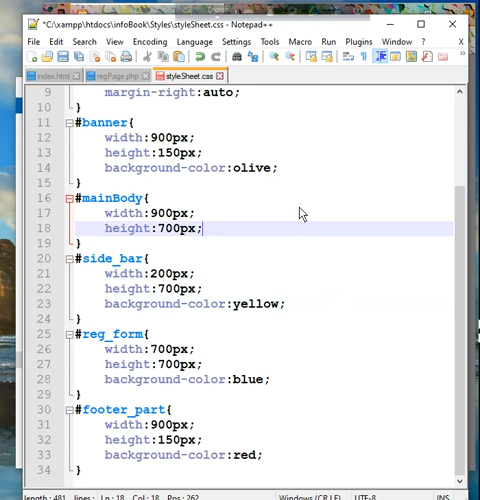 *C:\xampp\htdocs\infoBook\Styles\styleSheet.css - Notepad++
File Edit Search View Encoding Language Settings Tools Macro Run Plugins Window ? X
index.html regPage.php styleSheet.css
9 margin-right:auto;
10 }
11 #banner{
12 width:900px;
13 height:150px;
14 background-color:olive;
15 }
16 #mainBody{
17 width:900px;
18 height:700px;
19 }
20 #side_bar{
21 width:200px;
22 height:700px;
23 background-color:yellow;
24 }
25 #reg_form{
26 width:700px;
27 height:700px;
28 background-color:blue;
29 }
30 #footer_part{
31 width:900px;
32 height:150px;
33 background-color:red;
34 }
length : 481 lines : Ln : 18 Col : 18 Pos : 262 Windows (CR LF) UTF-8 INS